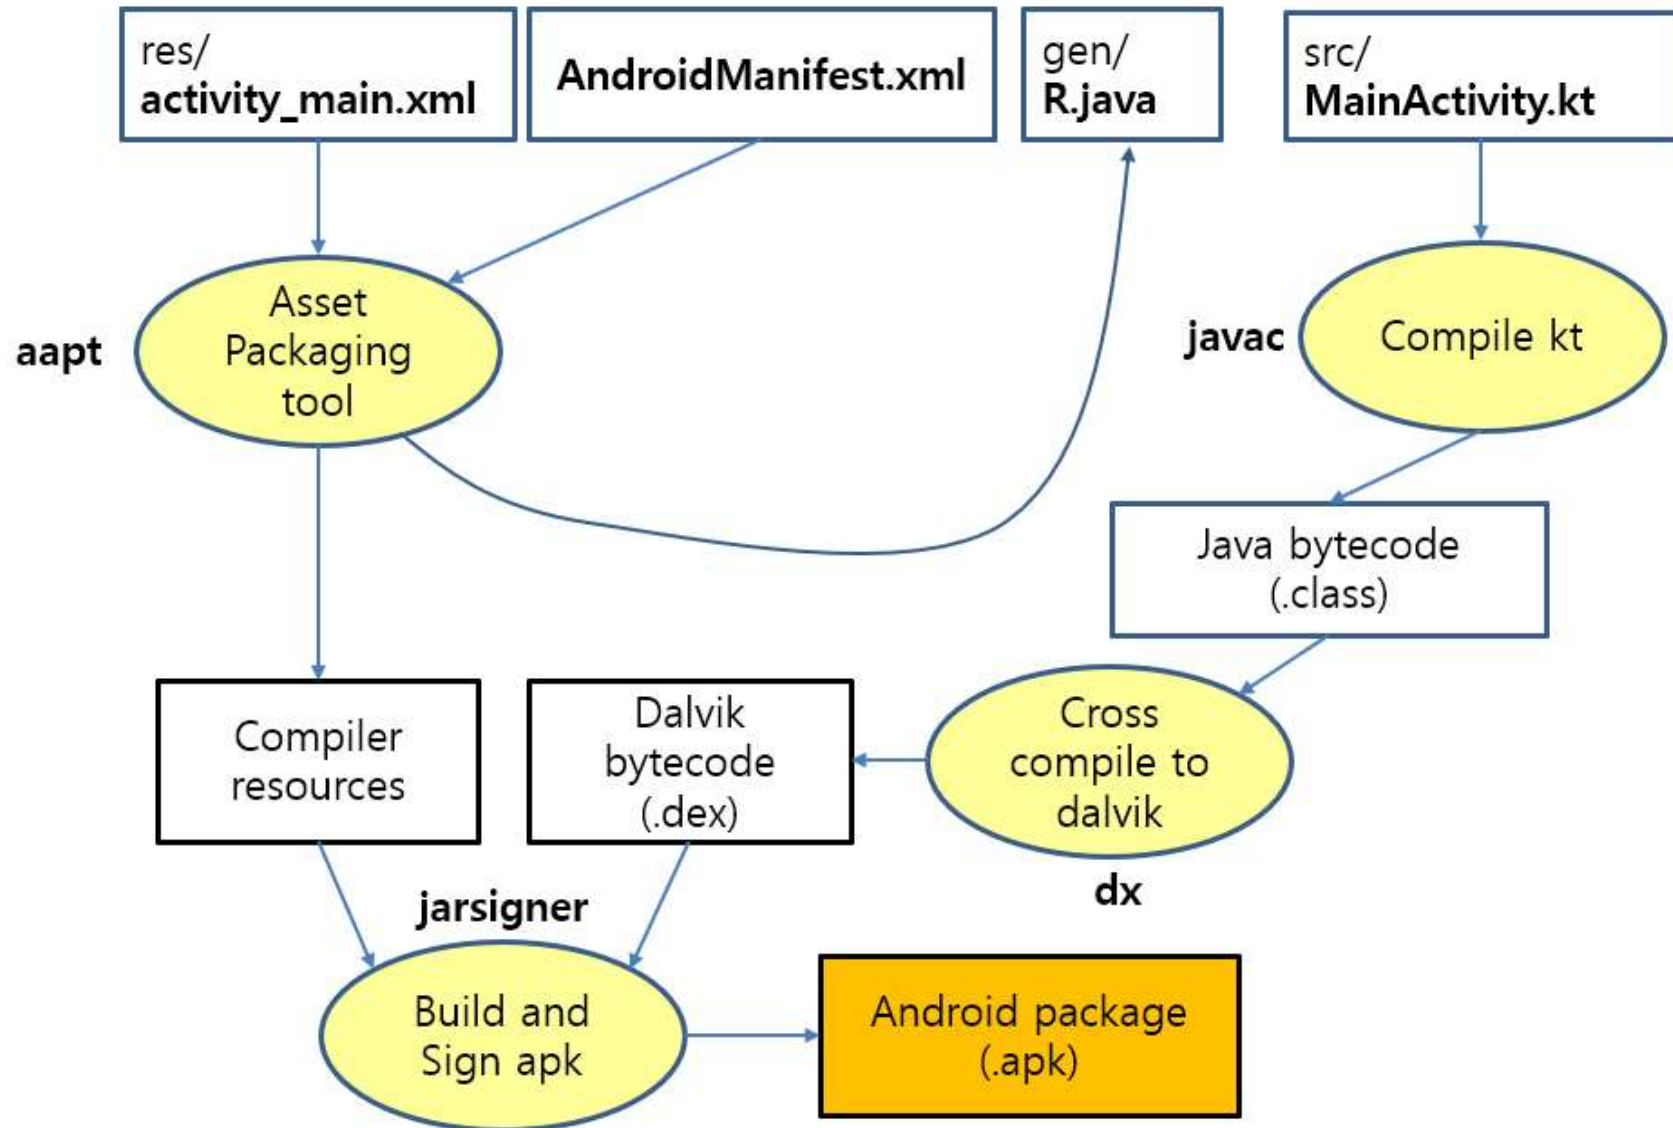 res/
activity_main.xml
AndroidManifest.xml
gen/
R.java
src/
MainActivity.kt
aapt
Asset
Packaging
tool
javac
Compile kt
Java bytecode
(.class)
Compiler
resources
Dalvik
bytecode
(.dex)
Cross
compile to
dalvik
dx
jarsigner
Build and
Sign apk
Android package
(.apk)